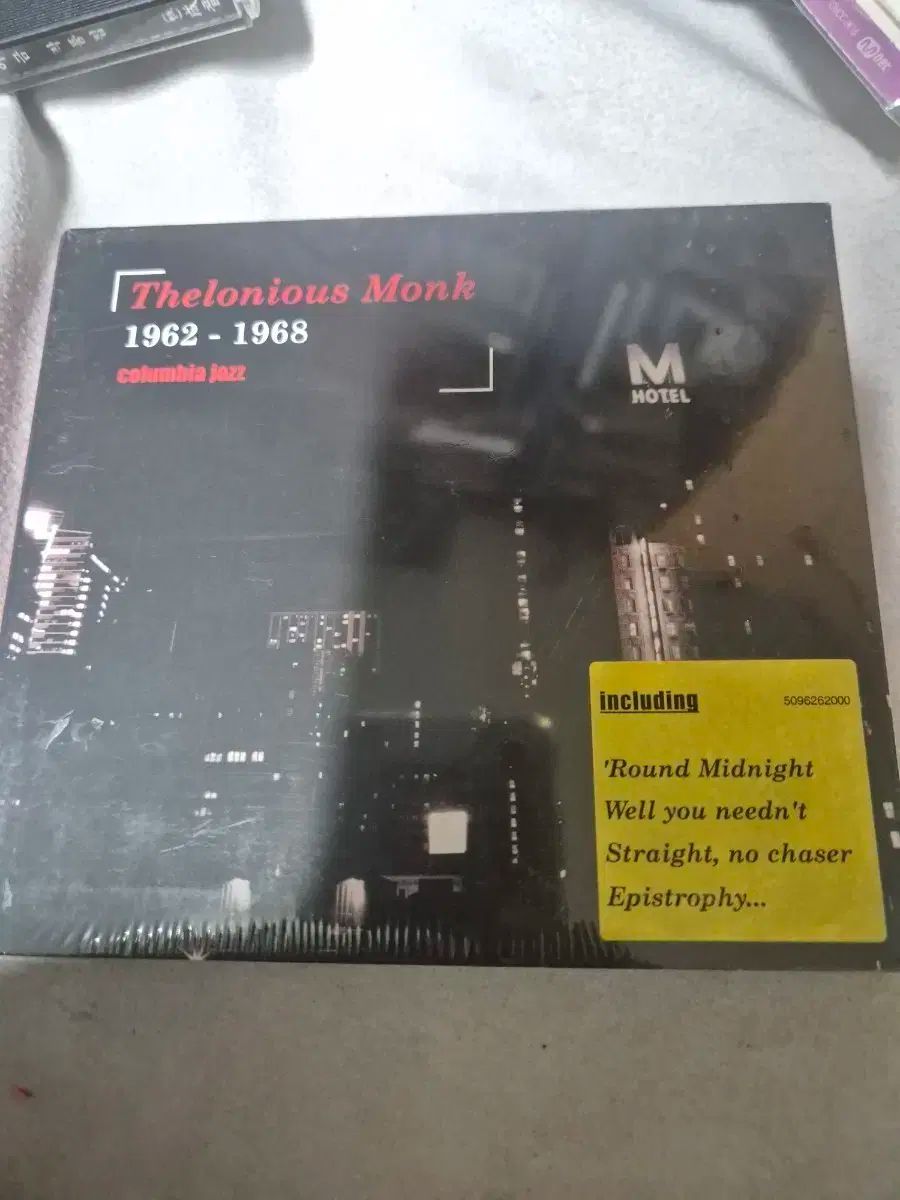 Thelonious Monk
1962 - 1968
columbia jazz
M
HOTEL
including
5096262000
'Round Midnight
Well you needn't
Straight, no chaser
Epistrophy...